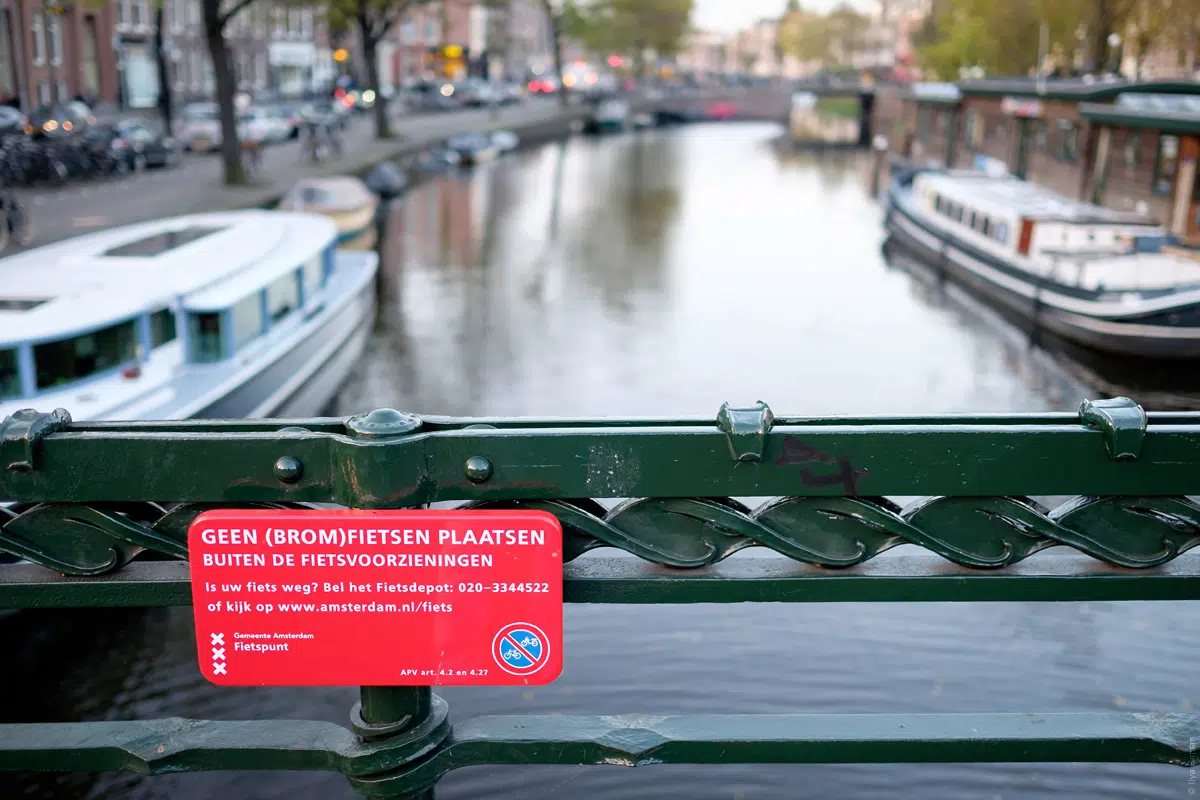 GEEN (BROM)FIETSEN PLAATSEN
BUITEN DE FIETSVOORZIENINGEN
Is uw fiets weg? Bel het Fietsdepot: 020-3344522
of kijk op www.amsterdam.nl/fiets
Gemeente Amsterdam
Fietspunt
APV art. 4.2 en 4.27